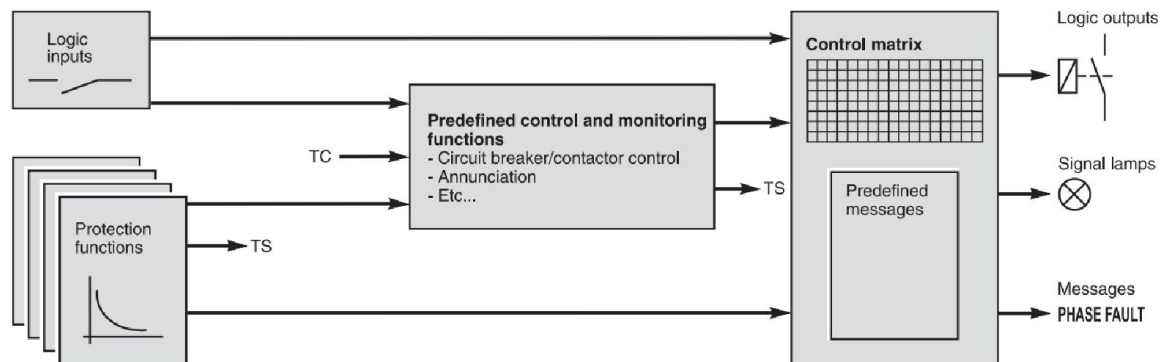 Logic
inputs
Protection
functions
TS
TC
Predefined control and monitoring
functions
- Circuit breaker/contactor control
- Annunciation
- Etc...
TS
Control matrix
Predefined
messages
Logic outputs
Signal lamps
Messages
PHASE FAULT